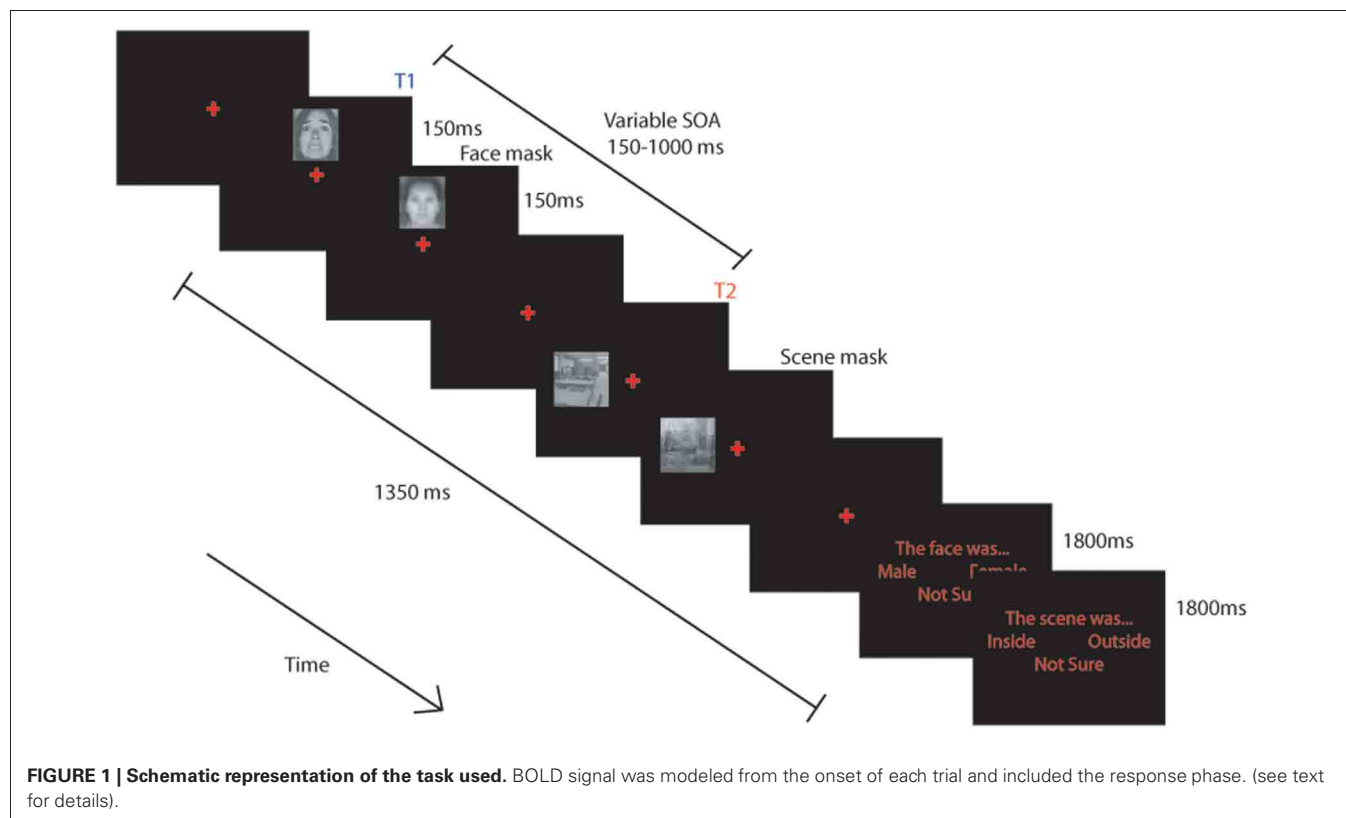 T1
150ms
Variable SOA
150-1000 ms
Face mask
150ms
T2
Scene mask
1350 ms
Time
The face was...
Male
Not Su
1800ms
The scene was...
Inside Outside
Not Sure
1800ms
FIGURE 1 | Schematic representation of the task used. BOLD signal was modeled from the onset of each trial and included the response phase. (see text
for details).